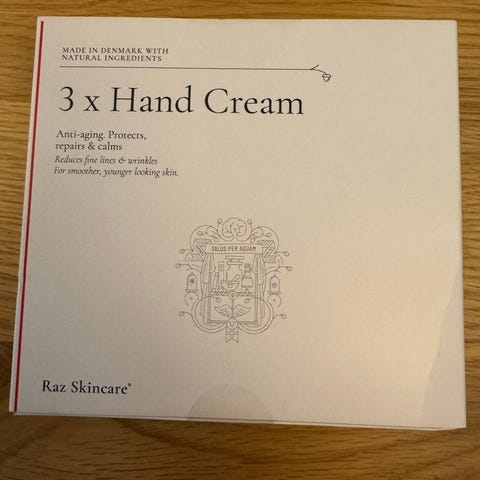 MADE IN DENMARK WITH
NATURAL INGREDIENTS
3 x Hand Cream
Anti-aging. Protects,
repairs & calms
Reduces fine lines & wrinkles
For smoother, younger looking skin.
SALUS PER AQUAM
Raz Skincare®